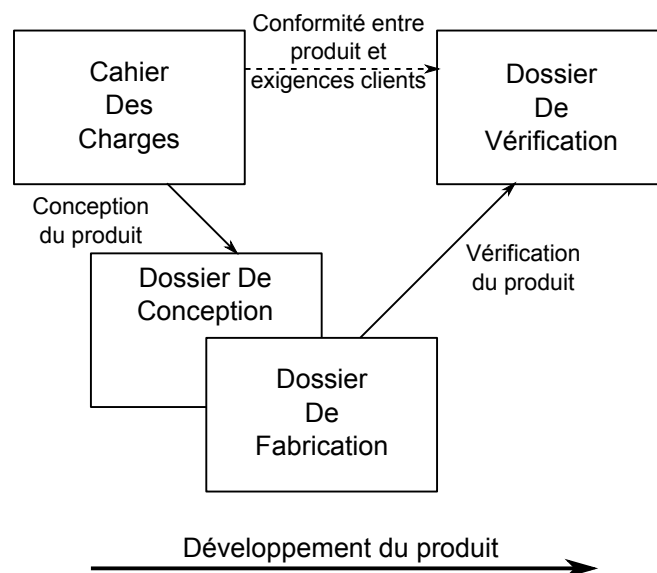 Conformité entre
produit et
exigences clients
Cahier
Des
Charges
Dossier
De
Vérification
Conception
du produit
Vérification
du produit
Dossier De
Conception
Dossier
De
Fabrication
Développement du produit